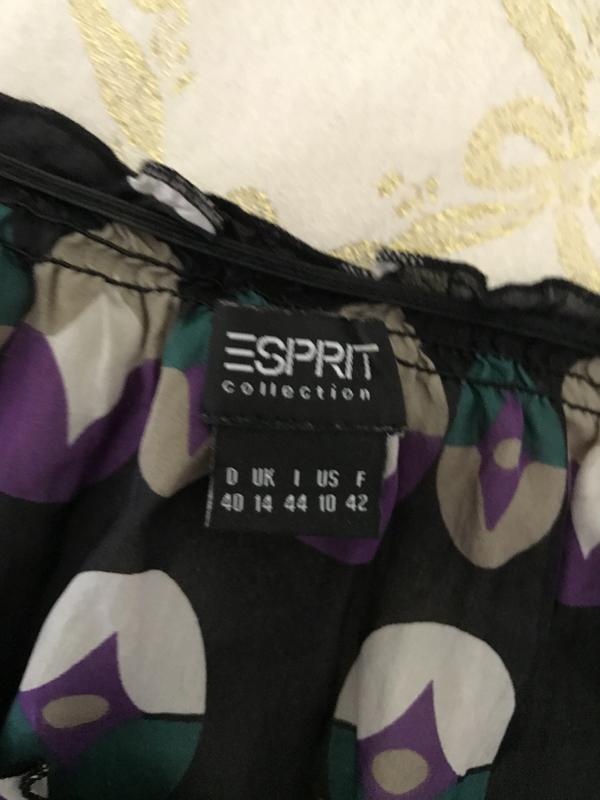 ESPRIT
collection
D UK I US F
40 14 44 10 42